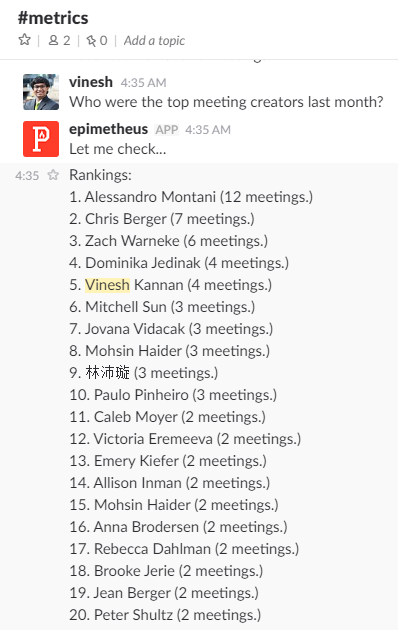 #metrics
2 | 0 | Add a topic
vinesh 4:35 AM
Who were the top meeting creators last month?
epimetheus APP 4:35 AM
Let me check...
4:35 Rankings:
1. Alessandro Montani (12 meetings.)
2. Chris Berger (7 meetings.)
3. Zach Warneke (6 meetings.)
4. Dominika Jedinak (4 meetings.)
5. Vinesh Kannan (4 meetings.)
6. Mitchell Sun (3 meetings.)
7. Jovana Vidacak (3 meetings.)
8. Mohsin Haider (3 meetings.)
9. 林沛璇 (3 meetings.)
10. Paulo Pinheiro (3 meetings.)
11. Caleb Moyer (2 meetings.)
12. Victoria Eremeeva (2 meetings.)
13. Emery Kiefer (2 meetings.)
14. Allison Inman (2 meetings.)
15. Mohsin Haider (2 meetings.)
16. Anna Brodersen (2 meetings.)
17. Rebecca Dahlman (2 meetings.)
18. Brooke Jerie (2 meetings.)
19. Jean Berger (2 meetings.)
20. Peter Shultz (2 meetings.)